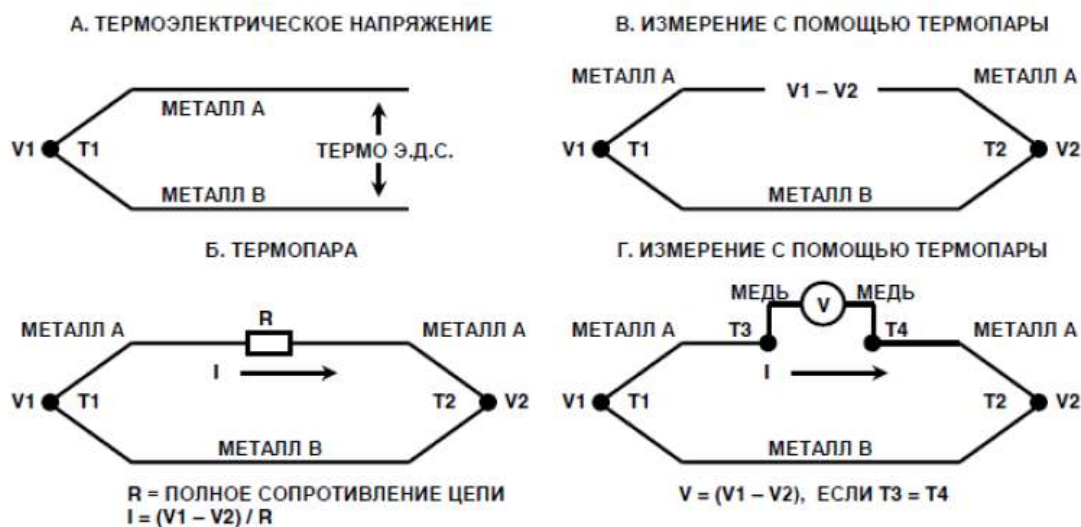 А. ТЕРМОЭЛЕКТРИЧЕСКОЕ НАПРЯЖЕНИЕ
МЕТАЛЛ А
V1
T1
ТЕРМО Э.Д.С.
МЕТАЛЛ В
В. ИЗМЕРЕНИЕ С ПОМОЩЬЮ ТЕРМОПАРЫ
МЕТАЛЛ А
МЕТАЛЛ А
V1 – V2
V1
T1
T2
V2
МЕТАЛЛ В
Б. ТЕРМОПАРА
R
МЕТАЛЛ А
МЕТАЛЛ А
I
V1
T1
T2
V2
МЕТАЛЛ В
R = ПОЛНОЕ СОПРОТИВЛЕНИЕ ЦЕПИ
I = (V1 – V2) / R
Г. ИЗМЕРЕНИЕ С ПОМОЩЬЮ ТЕРМОПАРЫ
МЕДЬ
V
МЕДЬ
МЕТАЛЛ А
T3
T4
МЕТАЛЛ А
I
V1
T1
T2
V2
МЕТАЛЛ В
V = (V1 – V2), ЕСЛИ T3 = T4